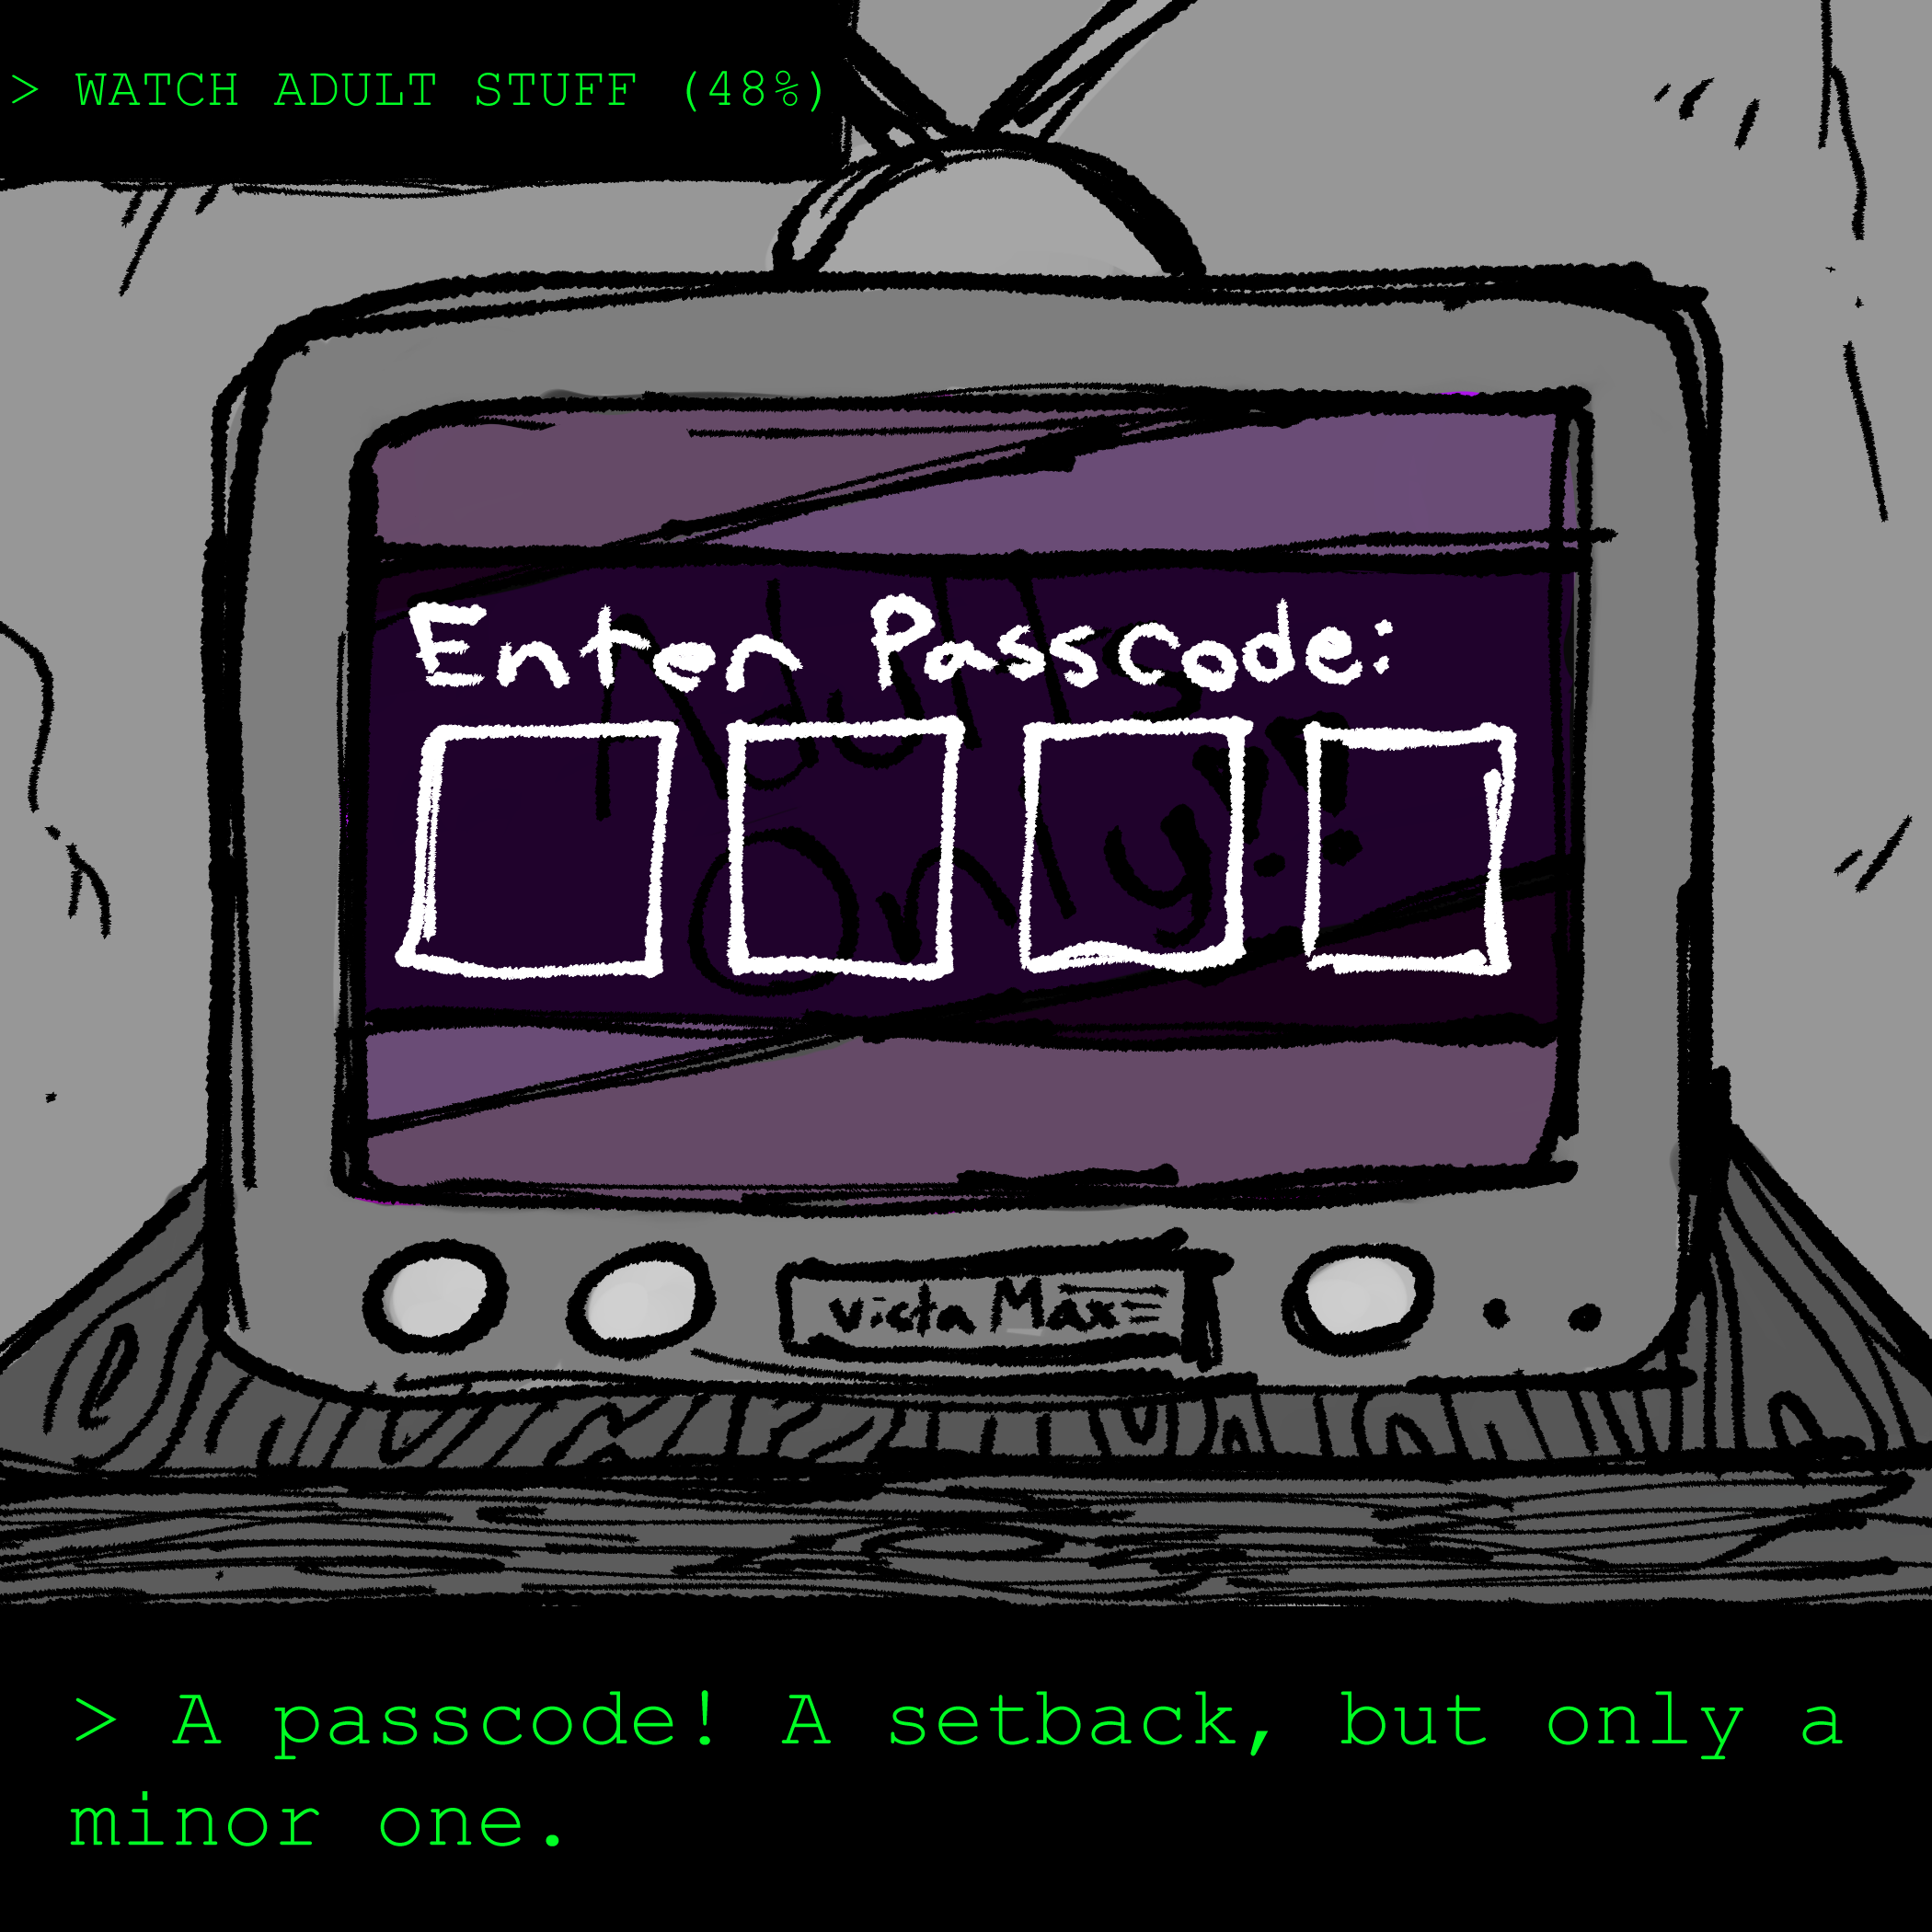 > WATCH ADULT STUFF (48%)
Enter Passcode:
Adults
Only!!
victaMax
> A passcode! A setback, but only a
minor one.